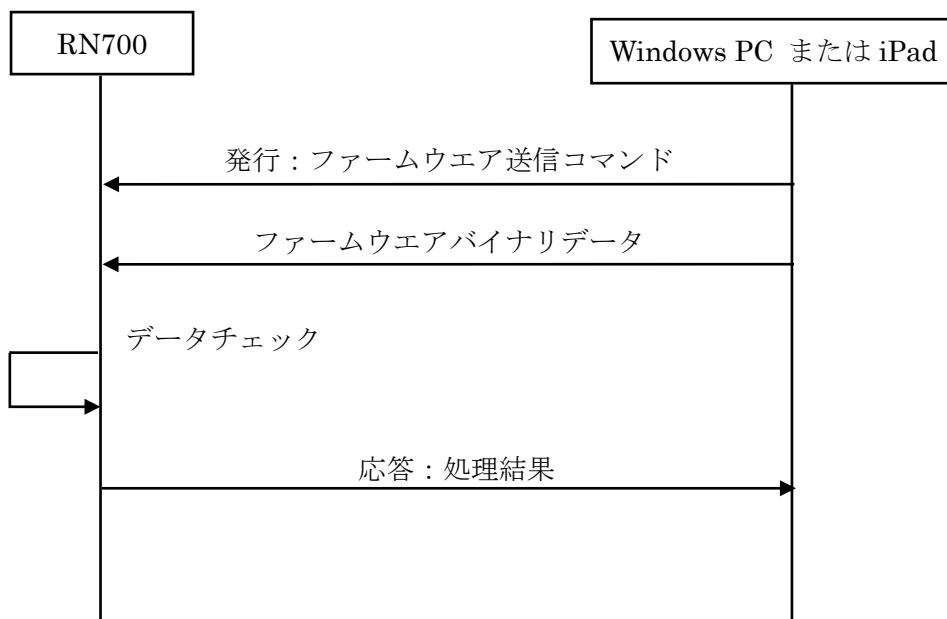 RN700
Windows PC または iPad
発行：ファームウエア送信コマンド
ファームウエアバイナリデータ
データチェック
応答：処理結果